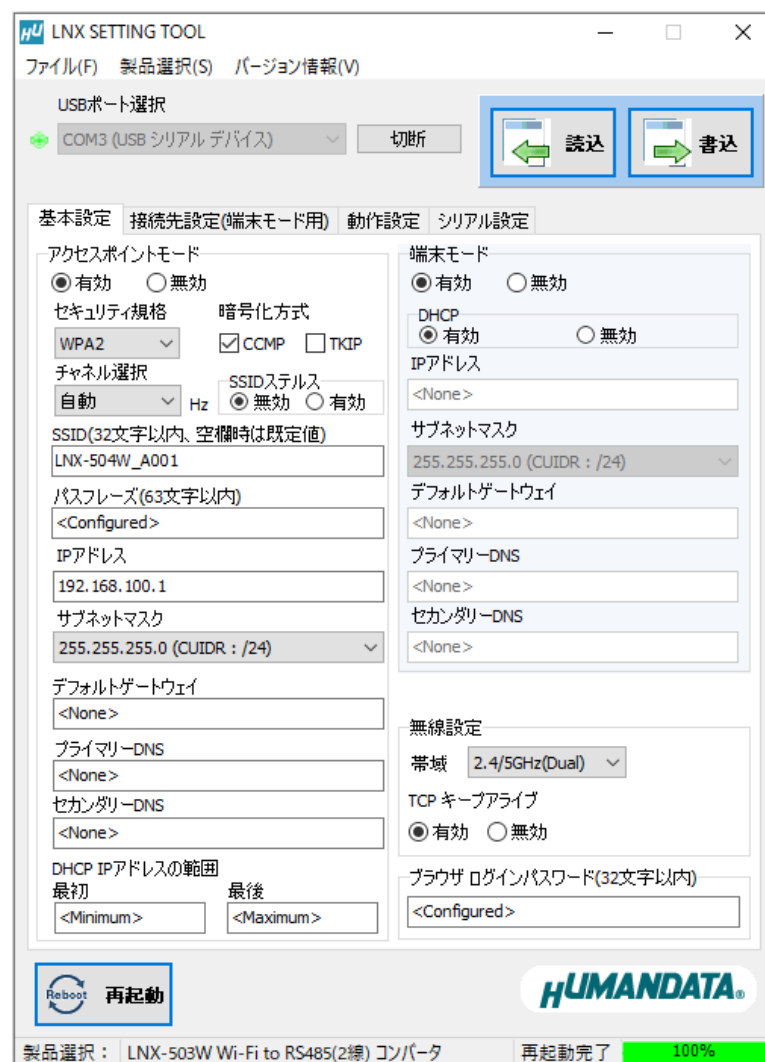 HU LNX SETTING TOOL
ファイル(F) 製品選択(S) バージョン情報(V)
USBポート選択
COM3 (USB シリアル デバイス) 切断 読込 書込
基本設定 接続先設定(端末モード用) 動作設定 シリアル設定
アクセスポイントモード
有効 無効
セキュリティ規格 暗号化方式
WPA2 CCMP TKIP
チャネル選択
自動 Hz
SSIDステルス
無効 有効
SSID(32文字以内、空欄時は既定値)
LNX-504W_A001
パスフレーズ(63文字以内)
<Configured>
IPアドレス
192.168.100.1
サブネットマスク
255.255.255.0 (CUIDR : /24)
デフォルトゲートウェイ
<None>
プライマリーDNS
<None>
セカンダリーDNS
<None>
DHCP IPアドレスの範囲
最初 最後
<Minimum> <Maximum>
端末モード
有効 無効
DHCP
有効 無効
IPアドレス
<None>
サブネットマスク
255.255.255.0 (CUIDR : /24)
デフォルトゲートウェイ
<None>
プライマリーDNS
<None>
セカンダリーDNS
<None>
無線設定
帯域 2.4/5GHz(Dual)
TCP キープアライブ
有効 無効
ブラウザ ログインパスワード(32文字以内)
<Configured>
Reboot 再起動
HUMANDATA®
製品選択： LNX-503W Wi-Fi to RS485(2線) コンバータ 再起動完了 100%